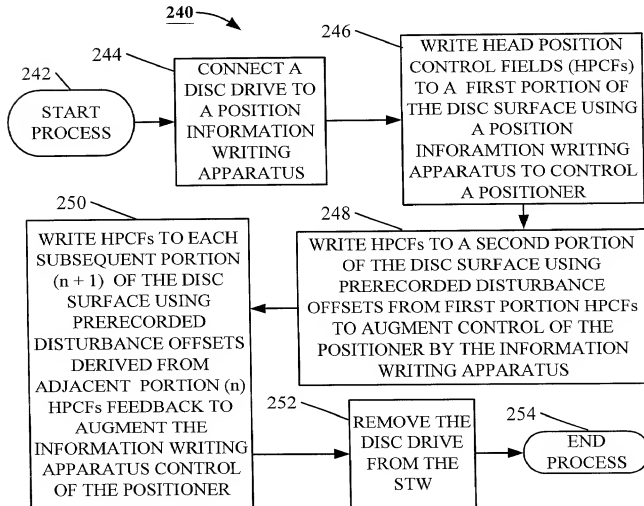 240
242
START
PROCESS
244
CONNECT A
DISC DRIVE TO
A POSITION
INFORMATION
WRITING
APPARATUS
246
WRITE HEAD POSITION
CONTROL FIELDS (HPCFs)
TO A FIRST PORTION OF
THE DISC SURFACE USING
A POSITION
INFORAMTION WRITING
APPARATUS TO CONTROL
A POSITIONER
248
WRITE HPCFs TO A SECOND PORTION
OF THE DISC SURFACE USING
PRERECORDED DISTURBANCE
OFFSETS FROM FIRST PORTION HPCFs
TO AUGMENT CONTROL OF THE
POSITIONER BY THE INFORMATION
WRITING APPARATUS
250
WRITE HPCFs TO EACH
SUBSEQUENT PORTION
(n + 1) OF THE DISC
SURFACE USING
PRERECORDED
DISTURBANCE OFFSETS
DERIVED FROM
ADJACENT PORTION (n)
HPCFs FEEDBACK TO
AUGMENT THE
INFORMATION WRITING
APPARATUS CONTROL
OF THE POSITIONER
252
REMOVE THE
DISC DRIVE
FROM THE
STW
254
END
PROCESS